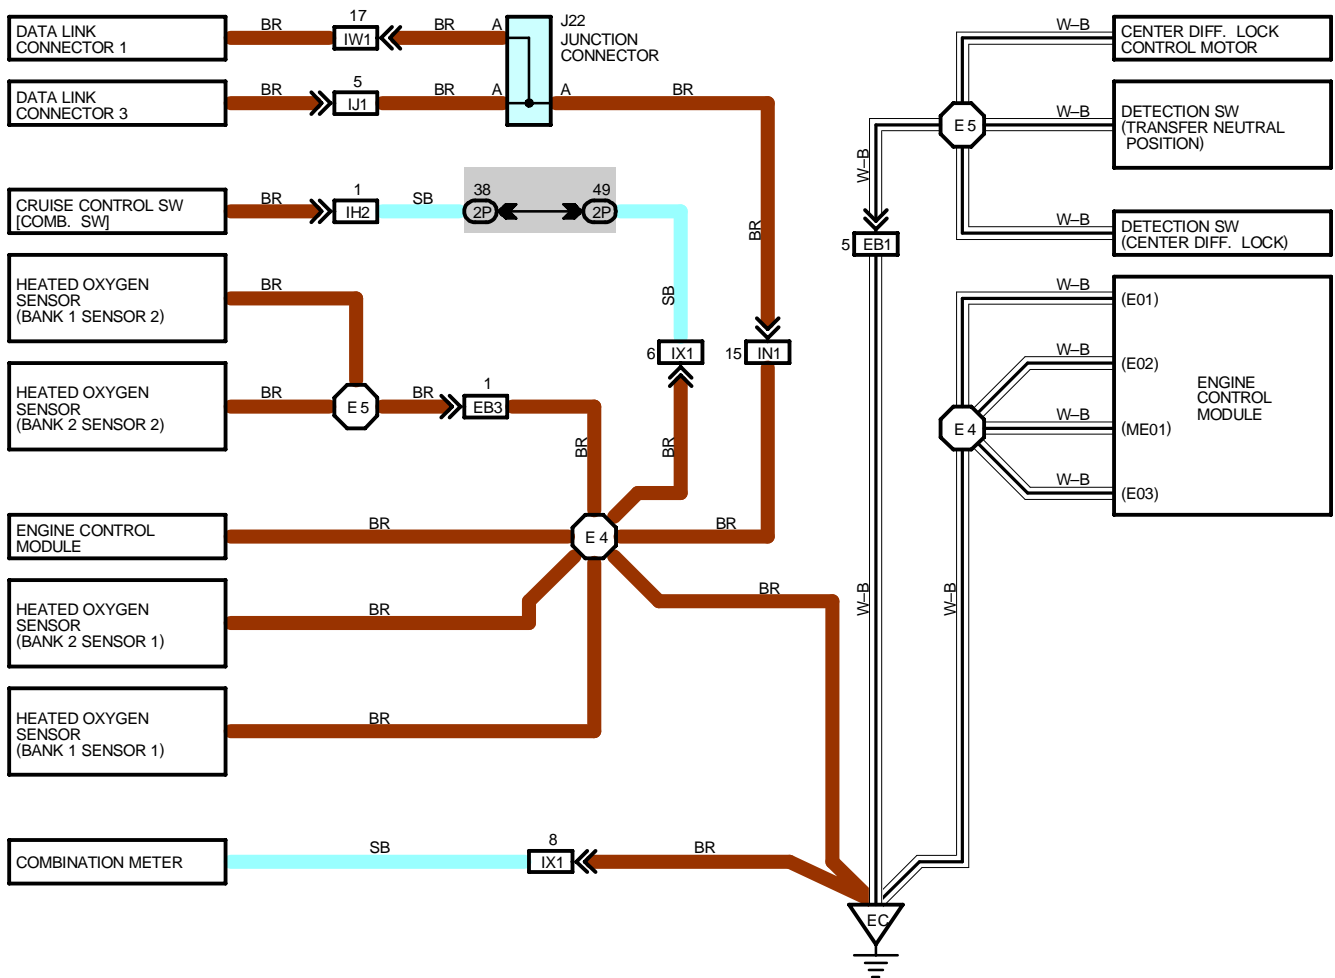 17
DATA LINK
CONNECTOR 1
BR
IW1
BR
A
J22
JUNCTION
CONNECTOR
5
DATA LINK
CONNECTOR 3
BR
IJ1
BR
A
A
BR
1
CRUISE CONTROL SW
[COMB. SW]
BR
IH2
SB
38
2P
49
2P
BR
SB
HEATED OXYGEN
SENSOR
(BANK 1 SENSOR 2)
BR
6 IX1
15 IN1
HEATED OXYGEN
SENSOR
(BANK 2 SENSOR 2)
BR
E 5
BR
1
EB3
BR
BR
ENGINE CONTROL
MODULE
BR
E 4
BR
HEATED OXYGEN
SENSOR
(BANK 2 SENSOR 1)
BR
BR
HEATED OXYGEN
SENSOR
(BANK 1 SENSOR 1)
BR
COMBINATION METER
SB
8
IX1
BR
W–B
CENTER DIFF. LOCK
CONTROL MOTOR
E 5
W–B
DETECTION SW
(TRANSFER NEUTRAL
POSITION)
W–B
W–B
DETECTION SW
(CENTER DIFF. LOCK)
5 EB1
W–B
(E01)
W–B
(E02)
ENGINE
CONTROL
MODULE
E 4
W–B
(ME01)
W–B
(E03)
W–B
W–B
EC